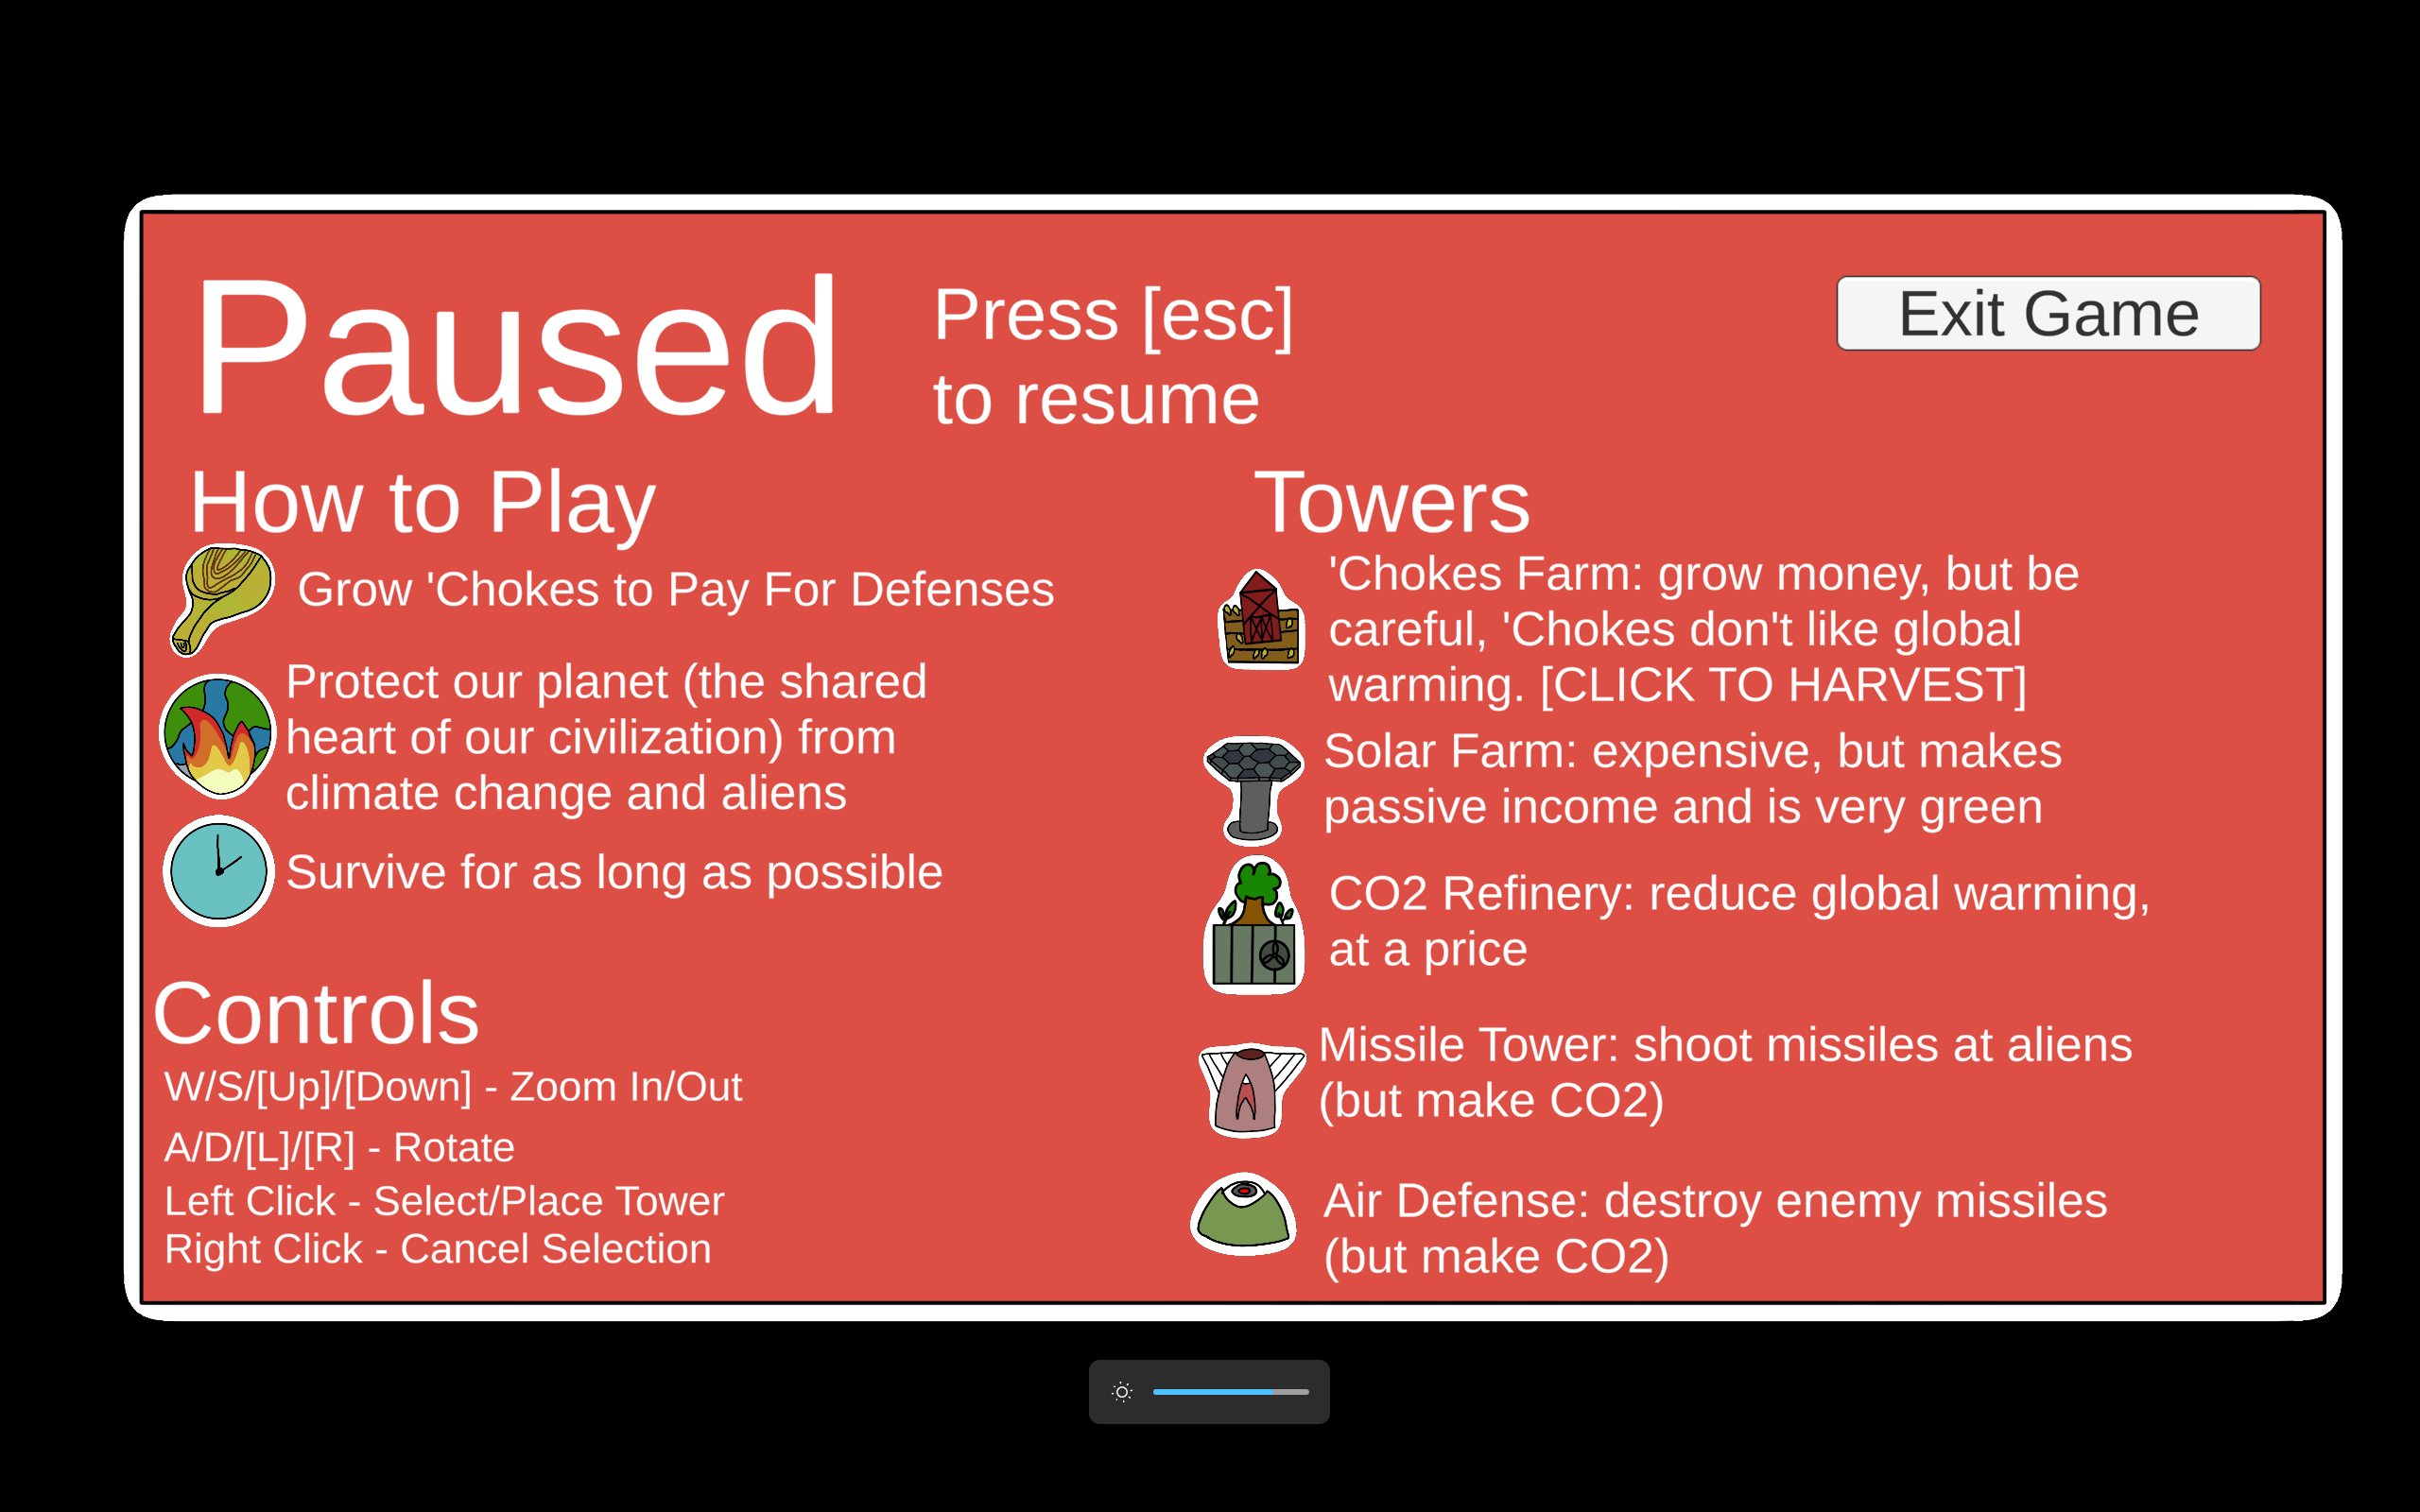 Paused
Press [esc]
to resume
Exit Game
How to Play
Grow 'Chokes to Pay For Defenses
Protect our planet (the shared
heart of our civilization) from
climate change and aliens
Survive for as long as possible
Controls
W/S/[Up]/[Down] - Zoom In/Out
A/D/[L]/[R] - Rotate
Left Click - Select/Place Tower
Right Click - Cancel Selection
Towers
'Chokes Farm: grow money, but be
careful, 'Chokes don't like global
warming. [CLICK TO HARVEST]
Solar Farm: expensive, but makes
passive income and is very green
CO2 Refinery: reduce global warming,
at a price
Missile Tower: shoot missiles at aliens
(but make CO2)
Air Defense: destroy enemy missiles
(but make CO2)